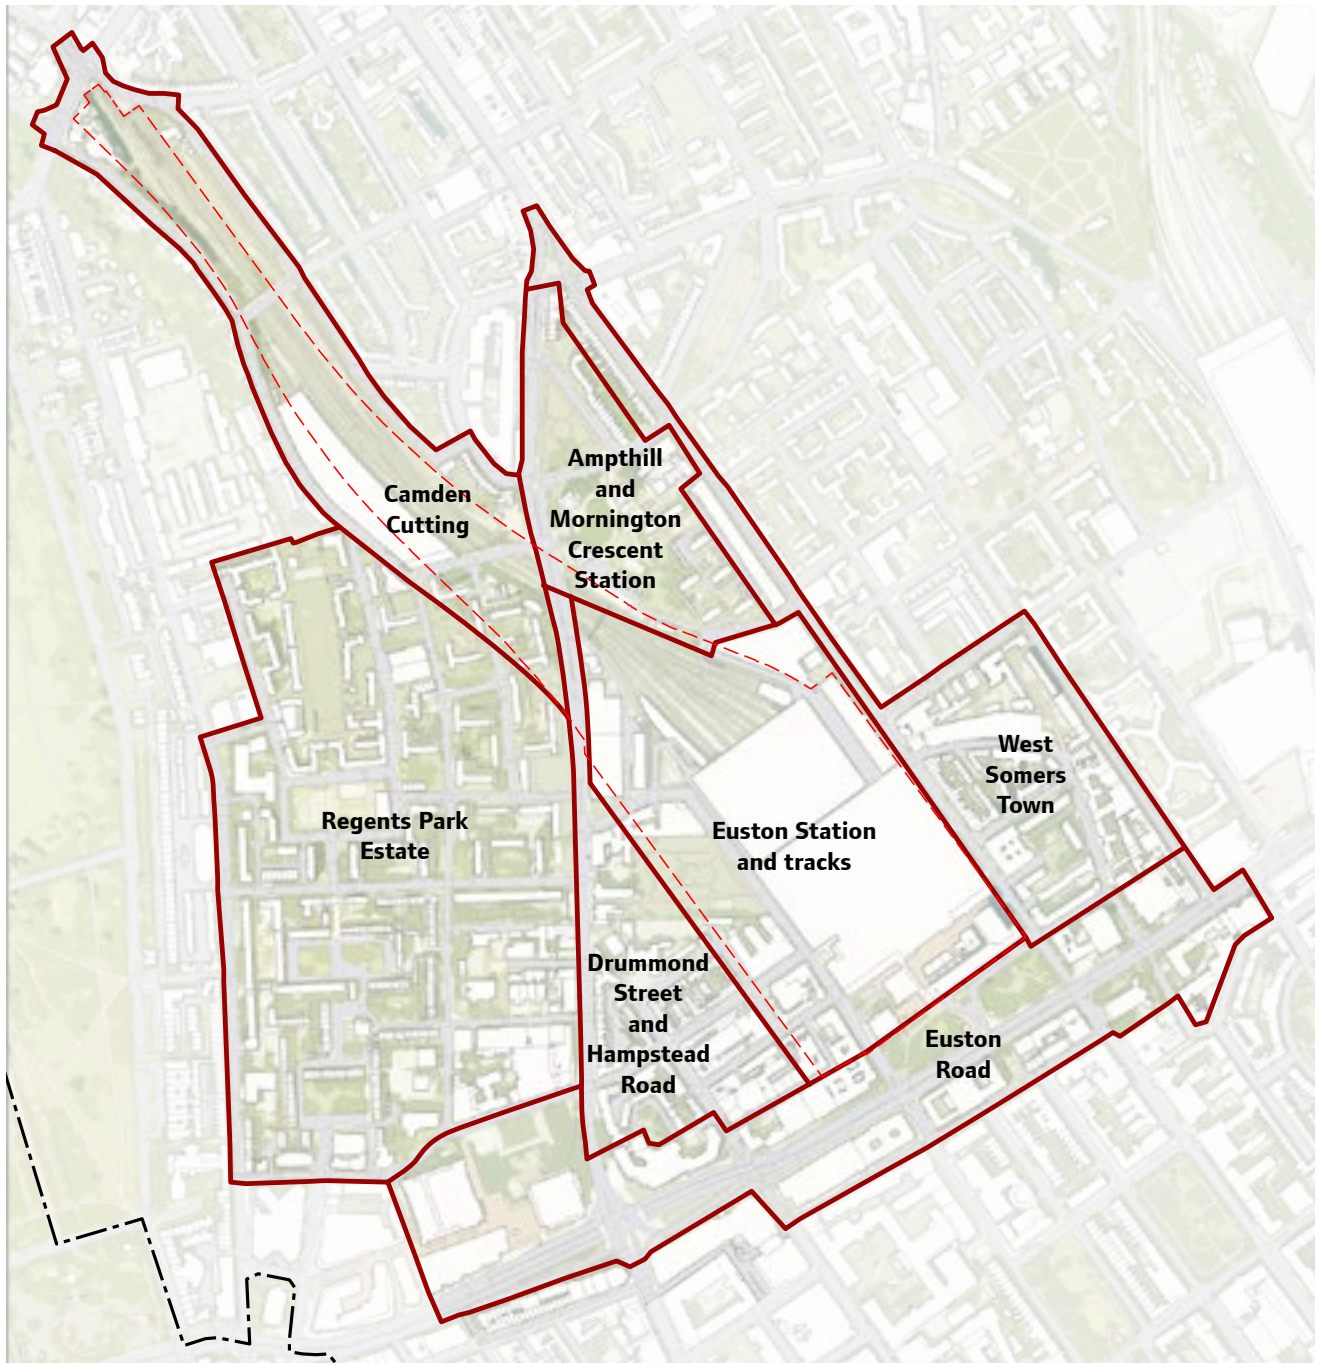 Ampthill
and
Mornington
Crescent
Station
Camden
Cutting
West
Somers
Town
Regents Park
Estate
Euston Station
and tracks
Drummond
Street
and
Hampstead
Road
Euston
Road